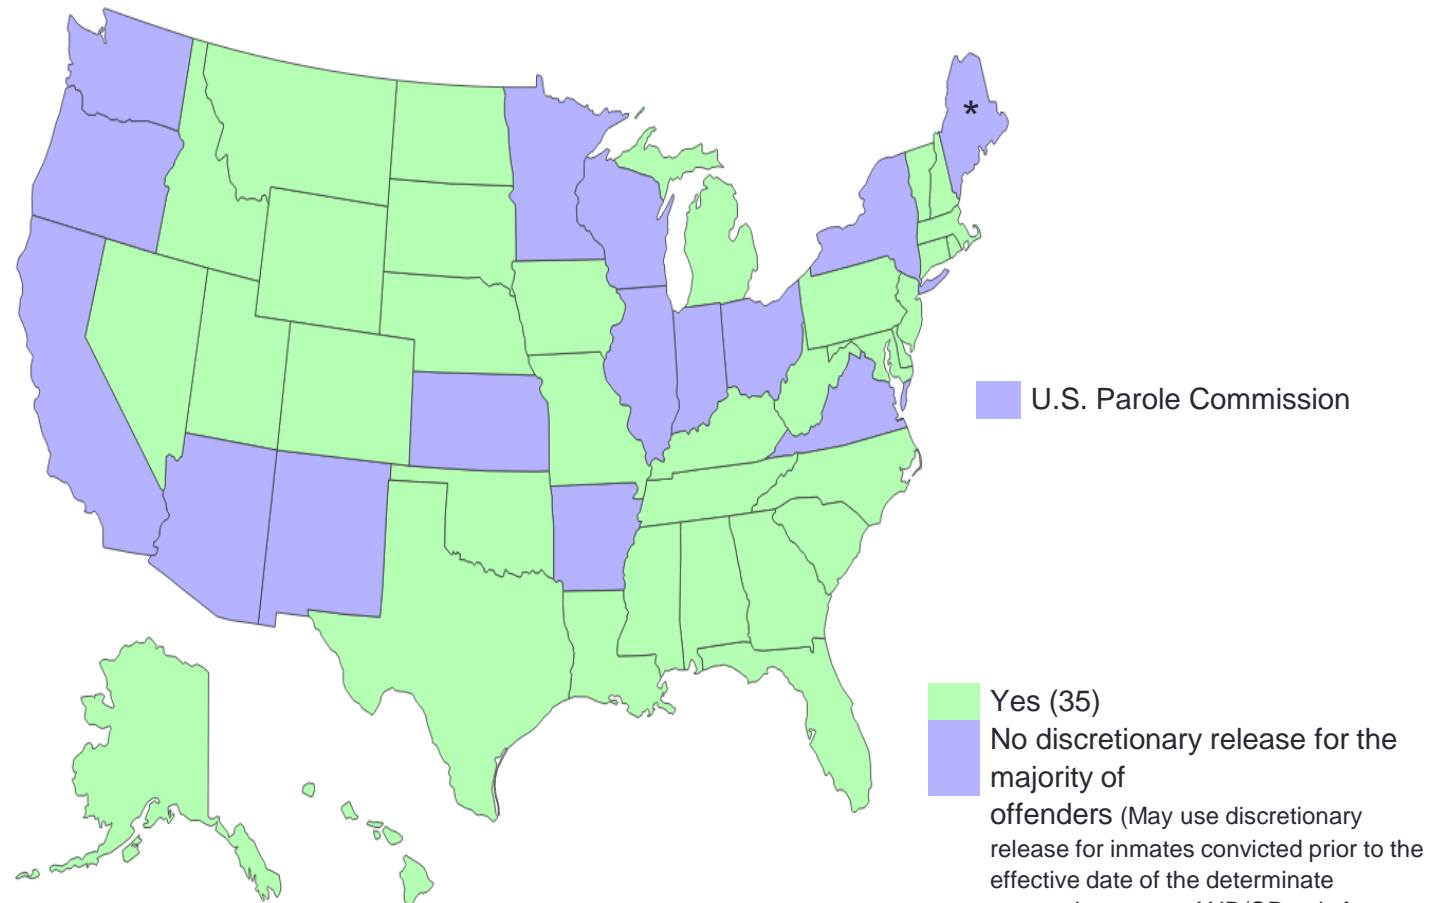 *
U.S. Parole Commission
Yes (35)
No discretionary release for the
majority of
offenders (May use discretionary
release for inmates convicted prior to the
effective date of the determinate